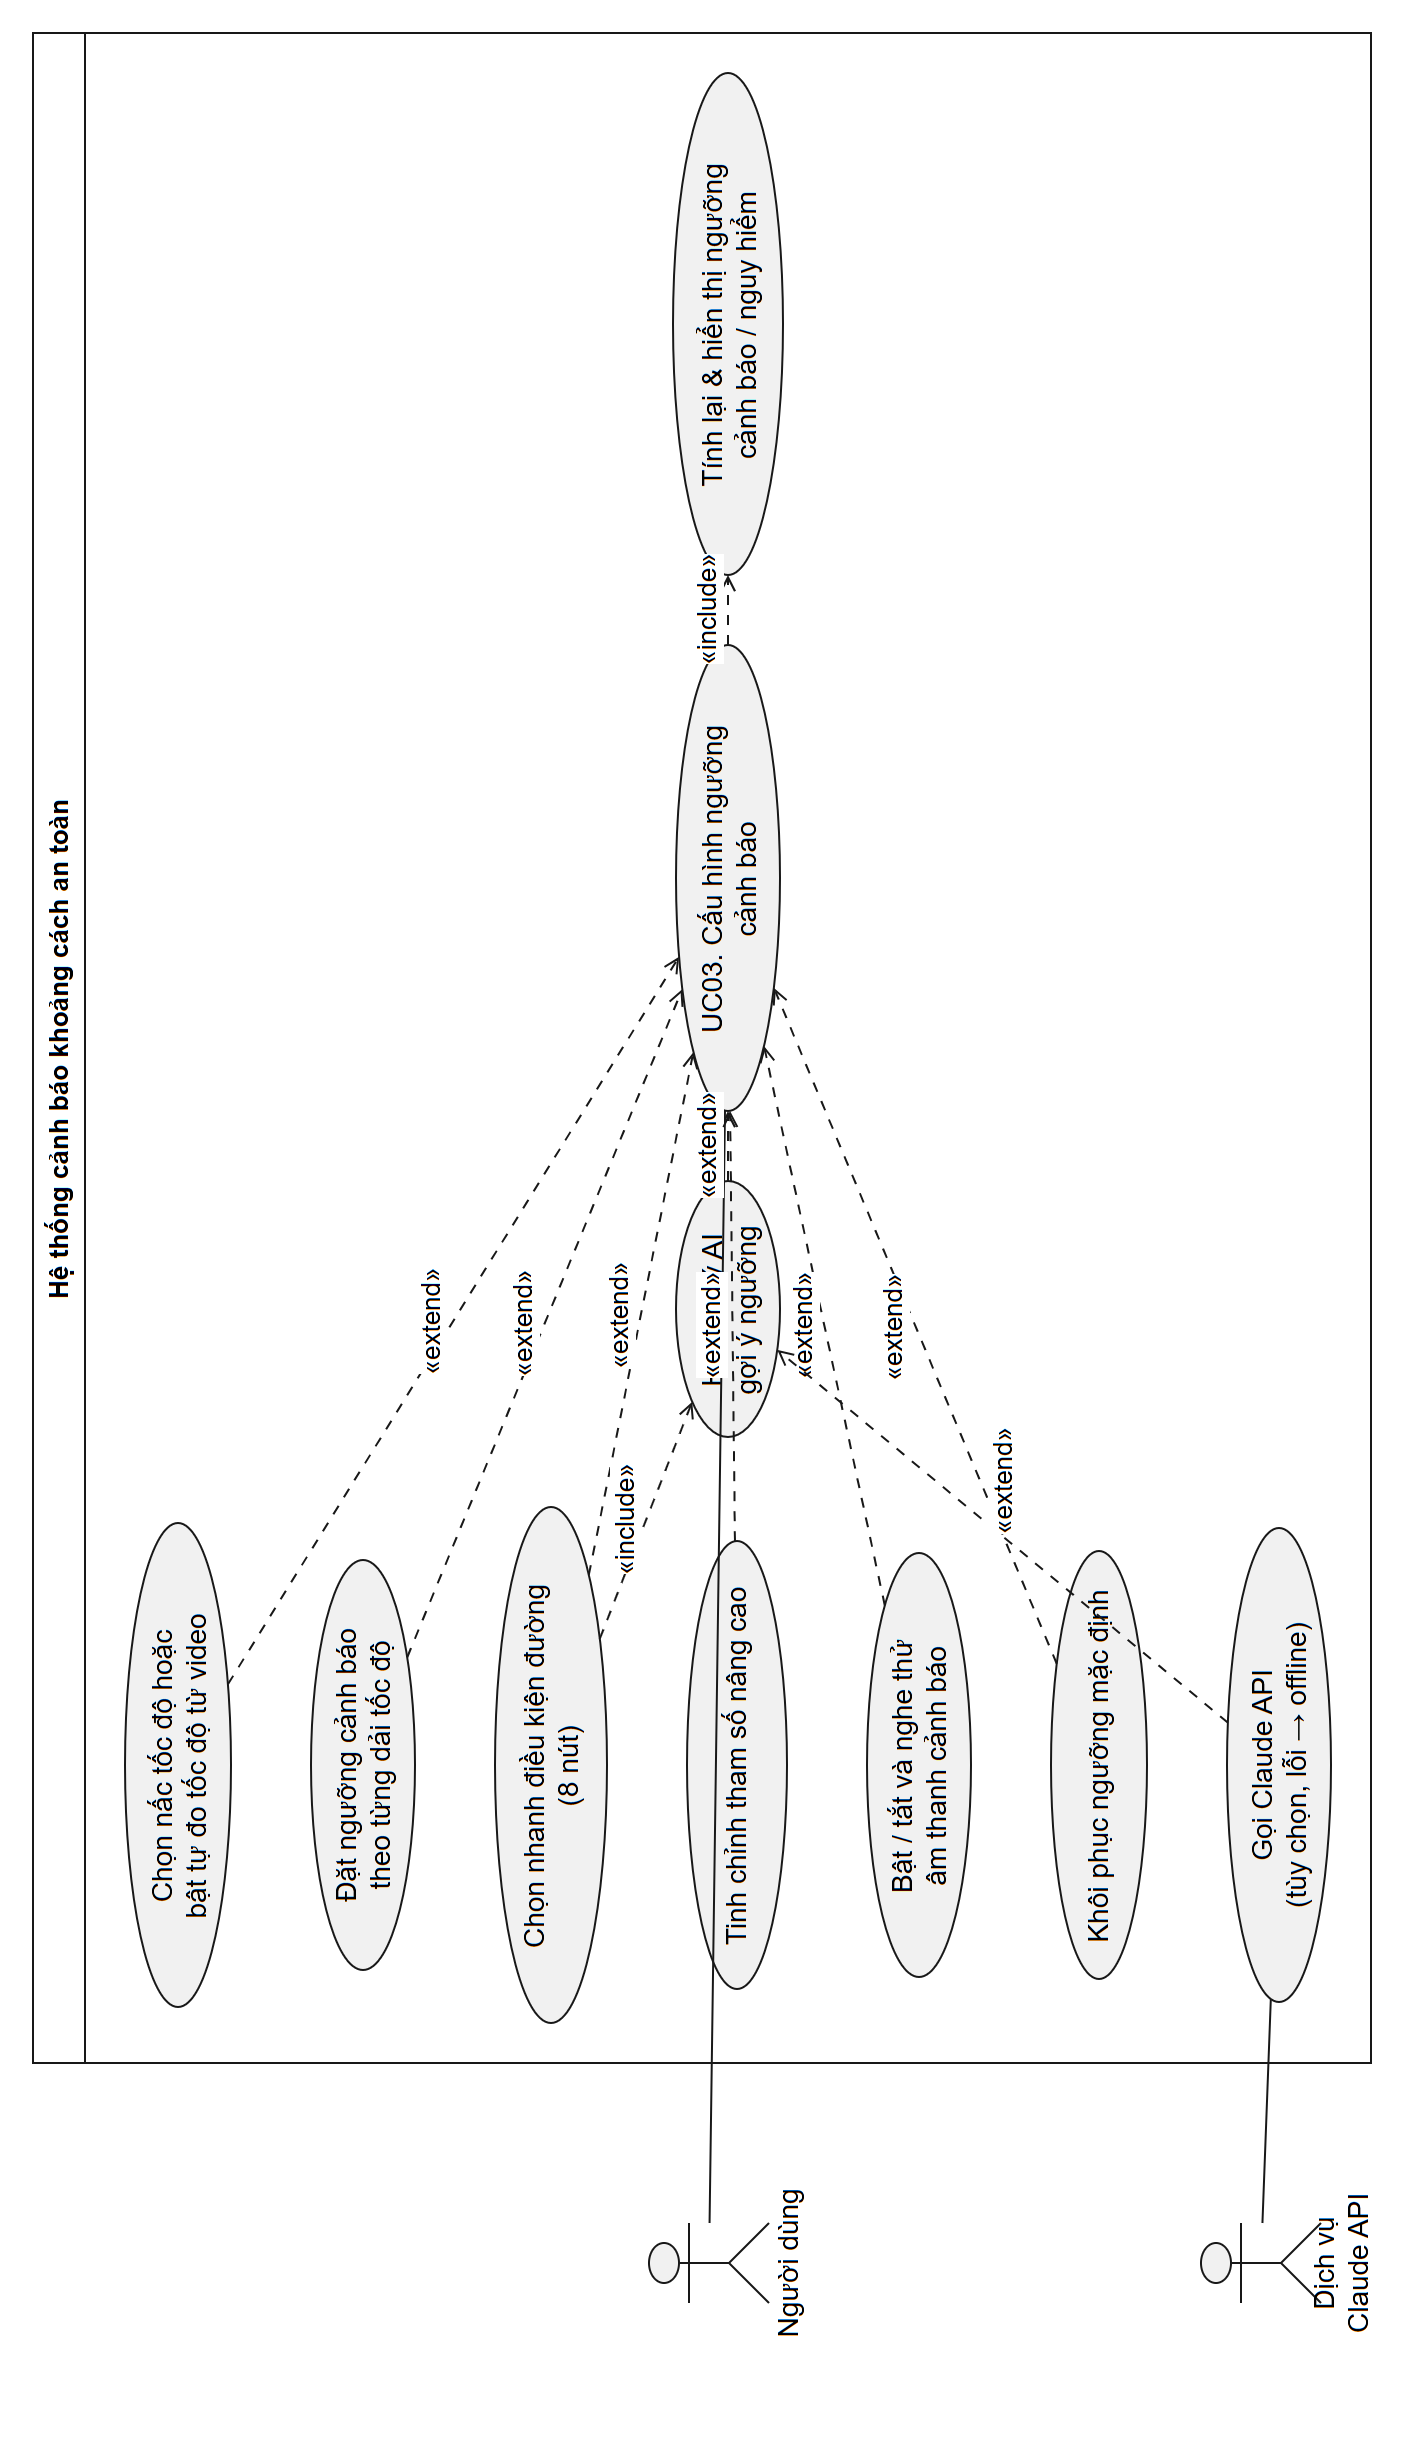 Hệ thống cảnh báo khoảng cách an toàn
Chọn nấc tốc độ hoặc
bật tự đo tốc độ từ video
«extend»
Đặt ngưỡng cảnh báo
theo từng dải tốc độ
«extend»
Chọn nhanh điều kiện đường
(8 nút)
«extend»
«include»
Tinh chỉnh tham số nâng cao
«extend»
AI
gợi ý ngưỡng
«extend»
UC03. Cấu hình ngưỡng
cảnh báo
«include»
Tính lại & hiển thị ngưỡng
cảnh báo / nguy hiểm
Bật / tắt và nghe thử
âm thanh cảnh báo
«extend»
Khôi phục ngưỡng mặc định
«extend»
Gọi Claude API
(tùy chọn, lỗi → offline)
«extend»
Người dùng
Dịch vụ
Claude API